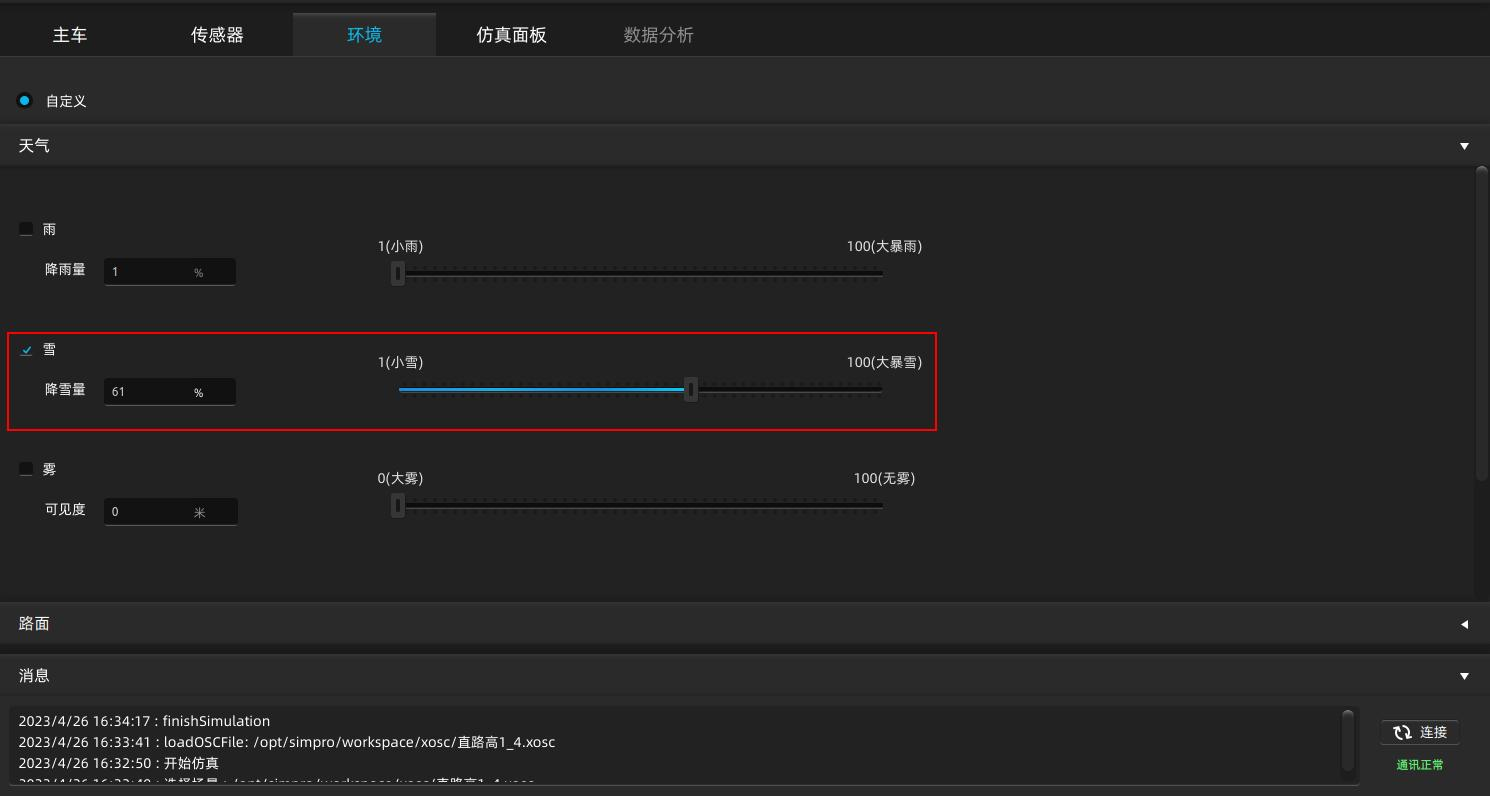 主车 传感器 环境 仿真面板 数据分析
自定义
天气
雨
1(小雨) 100(大暴雨)
降雨量 1 %
雪
1(小雪) 100(大暴雪)
降雪量 61 %
雾
0(大雾) 100(无雾)
可见度 0 米
路面
消息
2023/4/26 16:34:17 : finishSimulation
2023/4/26 16:33:41 : loadOSCFile: /opt/simpro/workspace/xosc/直路高1_4.xosc
连接
2023/4/26 16:32:50 : 开始仿真
通讯正常